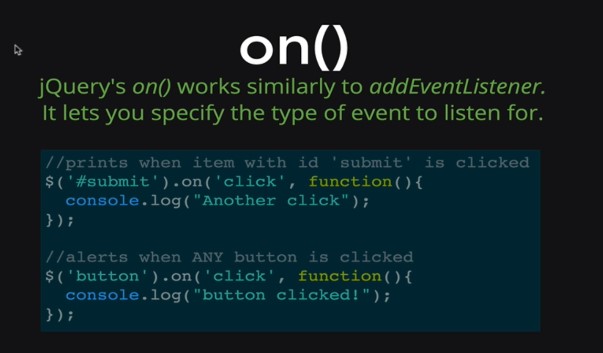 on()
jQuery's on() works similarly to addEventListener.
It lets you specify the type of event to listen for.
//prints when item with id 'submit' is clicked
$('#submit').on('click', function(){
  console.log("Another click");
});
//alerts when ANY button is clicked
$('button').on('click', function(){
  console.log("button clicked!");
});